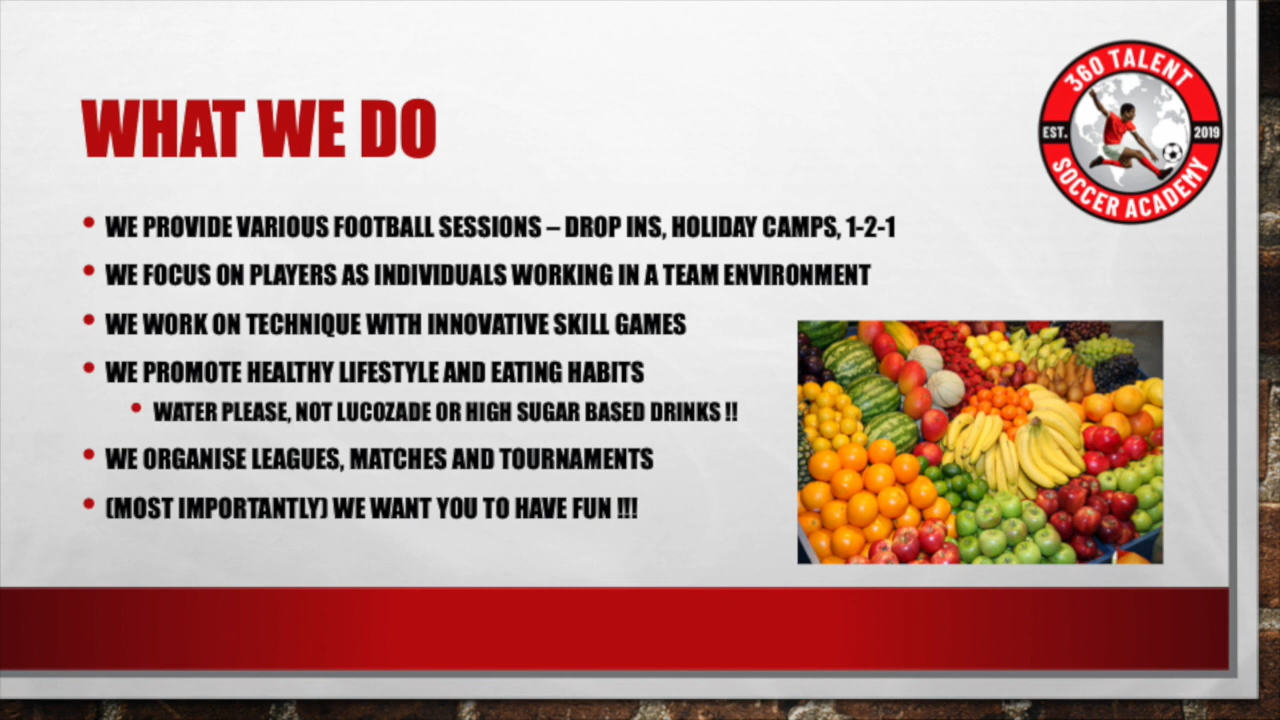 WHAT WE DO
360 TALENT
EST. 2019
SOCCER ACADEMY
• WE PROVIDE VARIOUS FOOTBALL SESSIONS – DROP INS, HOLIDAY CAMPS, 1-2-1
• WE FOCUS ON PLAYERS AS INDIVIDUALS WORKING IN A TEAM ENVIRONMENT
• WE WORK ON TECHNIQUE WITH INNOVATIVE SKILL GAMES
• WE PROMOTE HEALTHY LIFESTYLE AND EATING HABITS
• WATER PLEASE, NOT LUCOZADE OR HIGH SUGAR BASED DRINKS !!
• WE ORGANISE LEAGUES, MATCHES AND TOURNAMENTS
• (MOST IMPORTANTLY) WE WANT YOU TO HAVE FUN !!!